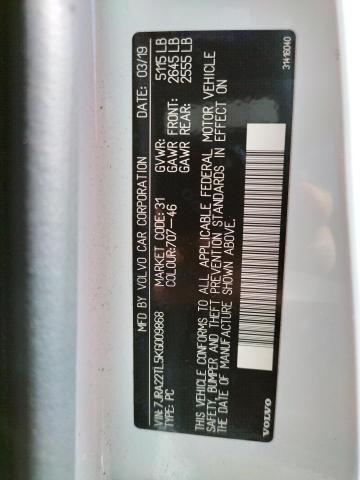 MFD BY VOLVO CAR CORPORATION DATE: 03/19
MARKET CODE: 31 GVWR: 5115 LB
COLOUR:707-46 GAWR FRONT: 2645 LB
GAWR REAR: 2555 LB
VIN: 7JRA22TL5KG009868
TYPE: PC
THIS VEHICLE CONFORMS TO ALL APPLICABLE FEDERAL MOTOR VEHICLE
SAFETY, BUMPER AND THEFT PREVENTION STANDARDS IN EFFECT ON
THE DATE OF MANUFACTURE SHOWN ABOVE.
VOLVO 31416040